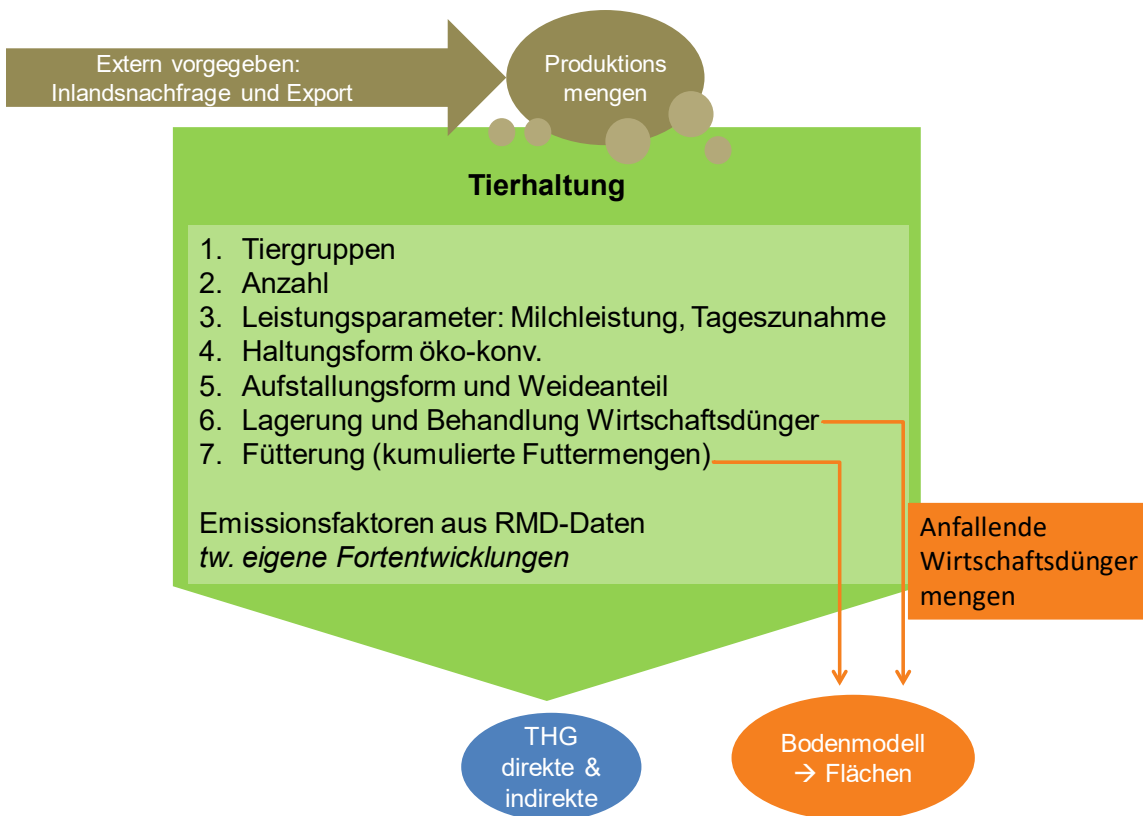 Extern vorgegeben:
Inlandsnachfrage und Export
Produktions
mengen
Tierhaltung
1. Tiergruppen
2. Anzahl
3. Leistungsparameter: Milchleistung, Tageszunahme
4. Haltungsform öko-konv.
5. Aufstallungsform und Weideanteil
6. Lagerung und Behandlung Wirtschaftsdünger
7. Fütterung (kumulierte Futtermengen)
Emissionsfaktoren aus RMD-Daten
tw. eigene Fortentwicklungen
Anfallende
Wirtschaftsdünger
mengen
THG
direkte &
indirekte
Bodenmodell
→ Flächen